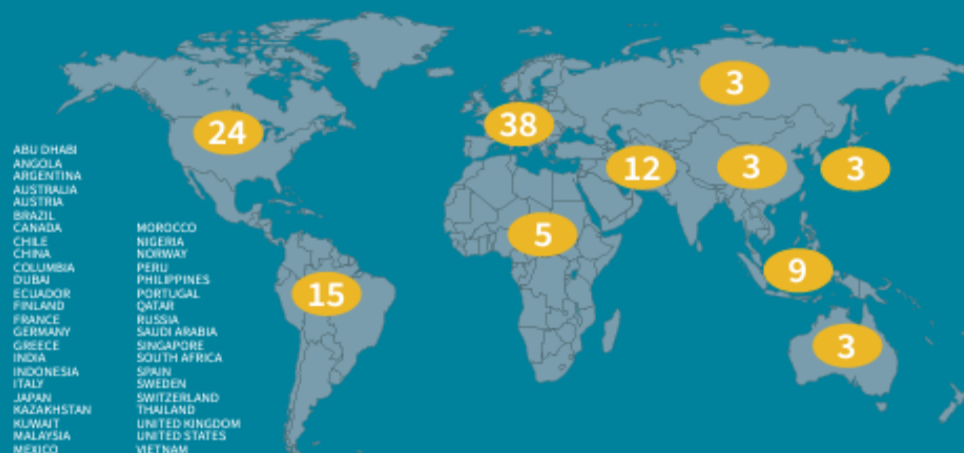 3
38
24
12
3
3
5
9
15
3
ABU DHABI
ANGOLA
ARGENTINA
AUSTRALIA
AUSTRIA
BRAZIL
CANADA
CHILE
CHINA
COLUMBIA
DUBAI
ECUADOR
FINLAND
FRANCE
GERMANY
GREECE
INDIA
INDONESIA
ITALY
JAPAN
KAZAKHSTAN
KUWAIT
MALAYSIA
MEXICO
MOROCCO
NIGERIA
NORWAY
PERU
PHILIPPINES
PORTUGAL
QATAR
RUSSIA
SAUDI ARABIA
SINGAPORE
SOUTH AFRICA
SPAIN
SWEDEN
SWITZERLAND
THAILAND
UNITED KINGDOM
UNITED STATES
VIETNAM